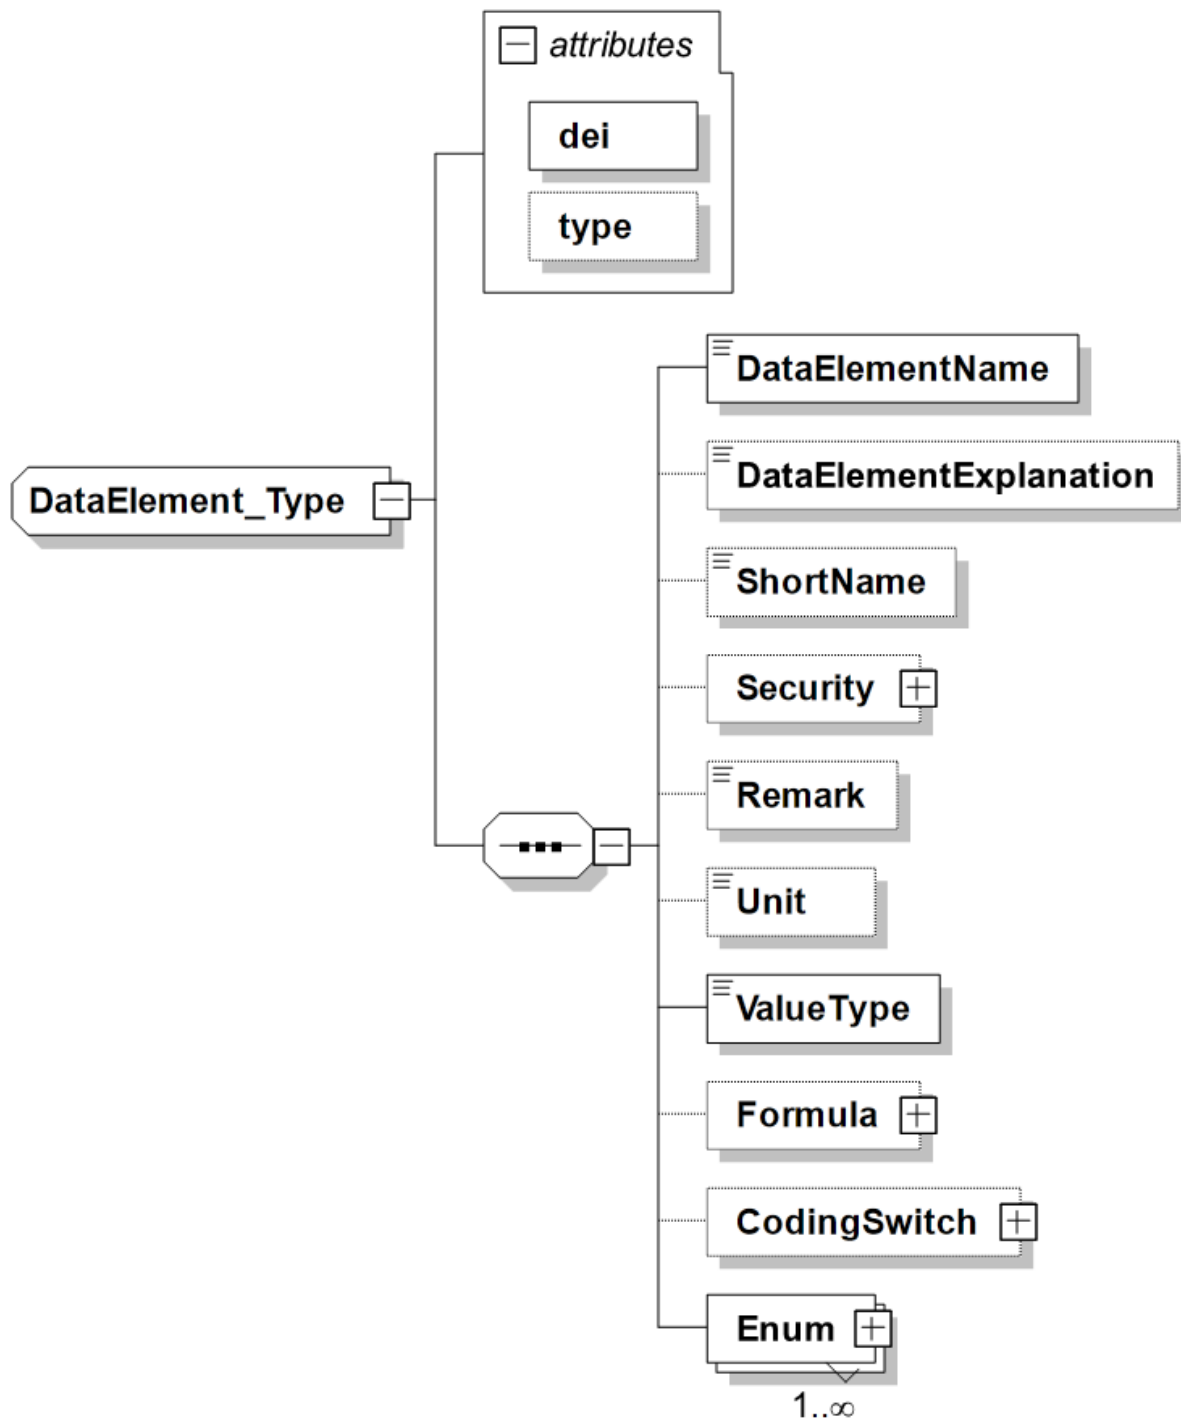 attributes
dei
type
DataElementName
DataElementExplanation
DataElement_Type
ShortName
Security
Remark
Unit
ValueType
Formula
CodingSwitch
Enum
1..∞